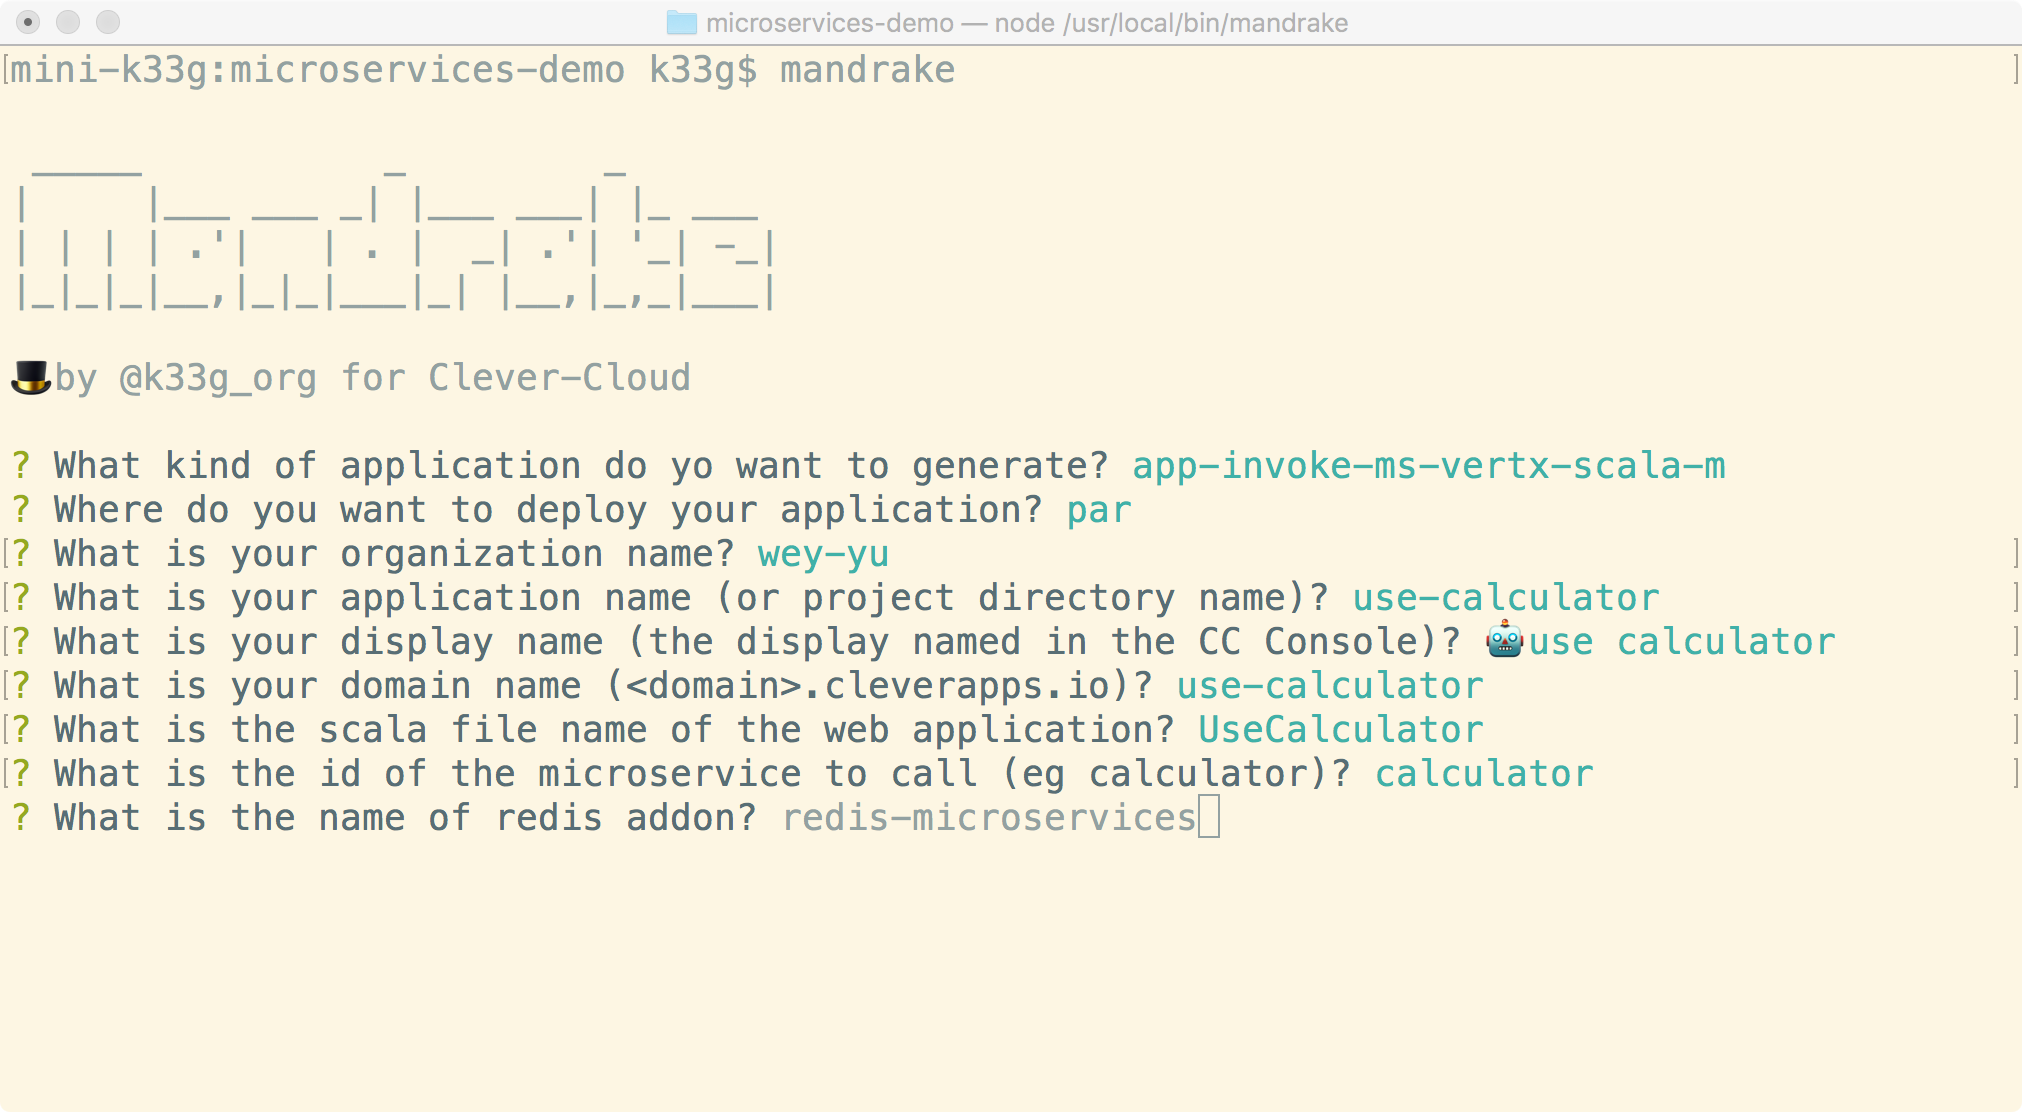 microservices-demo — node /usr/local/bin/mandrake
[mini-k33g:microservices-demo k33g$ mandrake ]
Mandrake
🎩by @k33g_org for Clever-Cloud
? What kind of application do yo want to generate? app-invoke-ms-vertx-scala-m
? Where do you want to deploy your application? par
[? What is your organization name? wey-yu ]
[? What is your application name (or project directory name)? use-calculator ]
[? What is your display name (the display named in the CC Console)? 🤖use calculator ]
[? What is your domain name (<domain>.cleverapps.io)? use-calculator ]
[? What is the scala file name of the web application? UseCalculator ]
[? What is the id of the microservice to call (eg calculator)? calculator ]
? What is the name of redis addon? redis-microservices